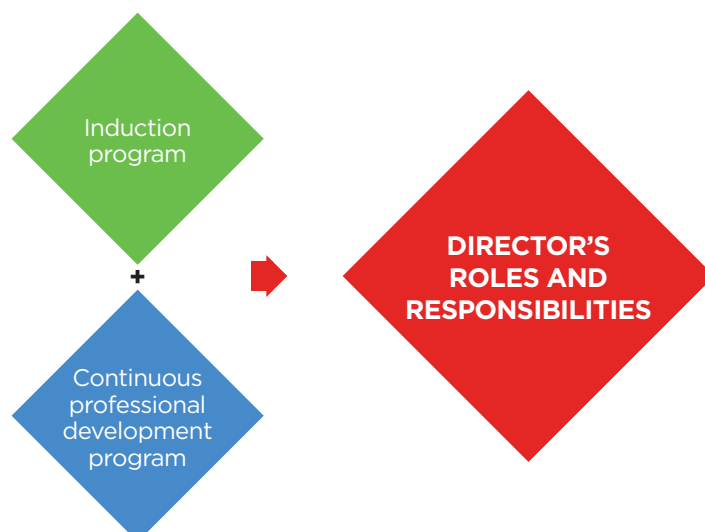 Induction
program
+
Continuous
professional
development
program
DIRECTOR’S
ROLES AND
RESPONSIBILITIES